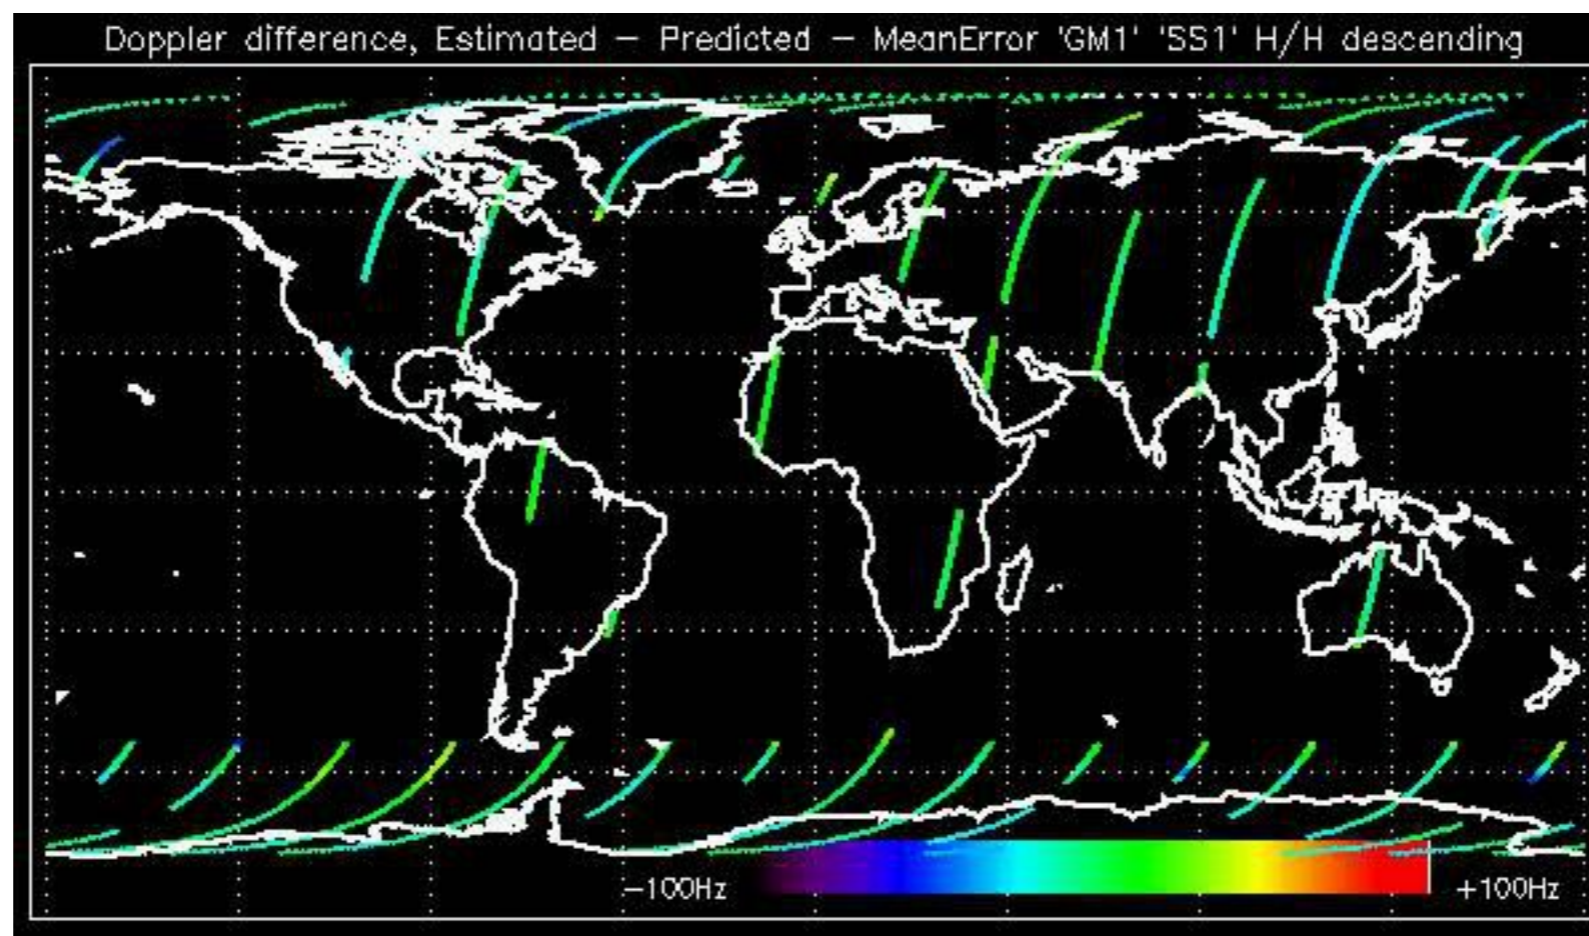 Doppler difference, Estimated – Predicted – MeanError 'GM1' 'SS1' H/H descending
–100Hz
+100Hz